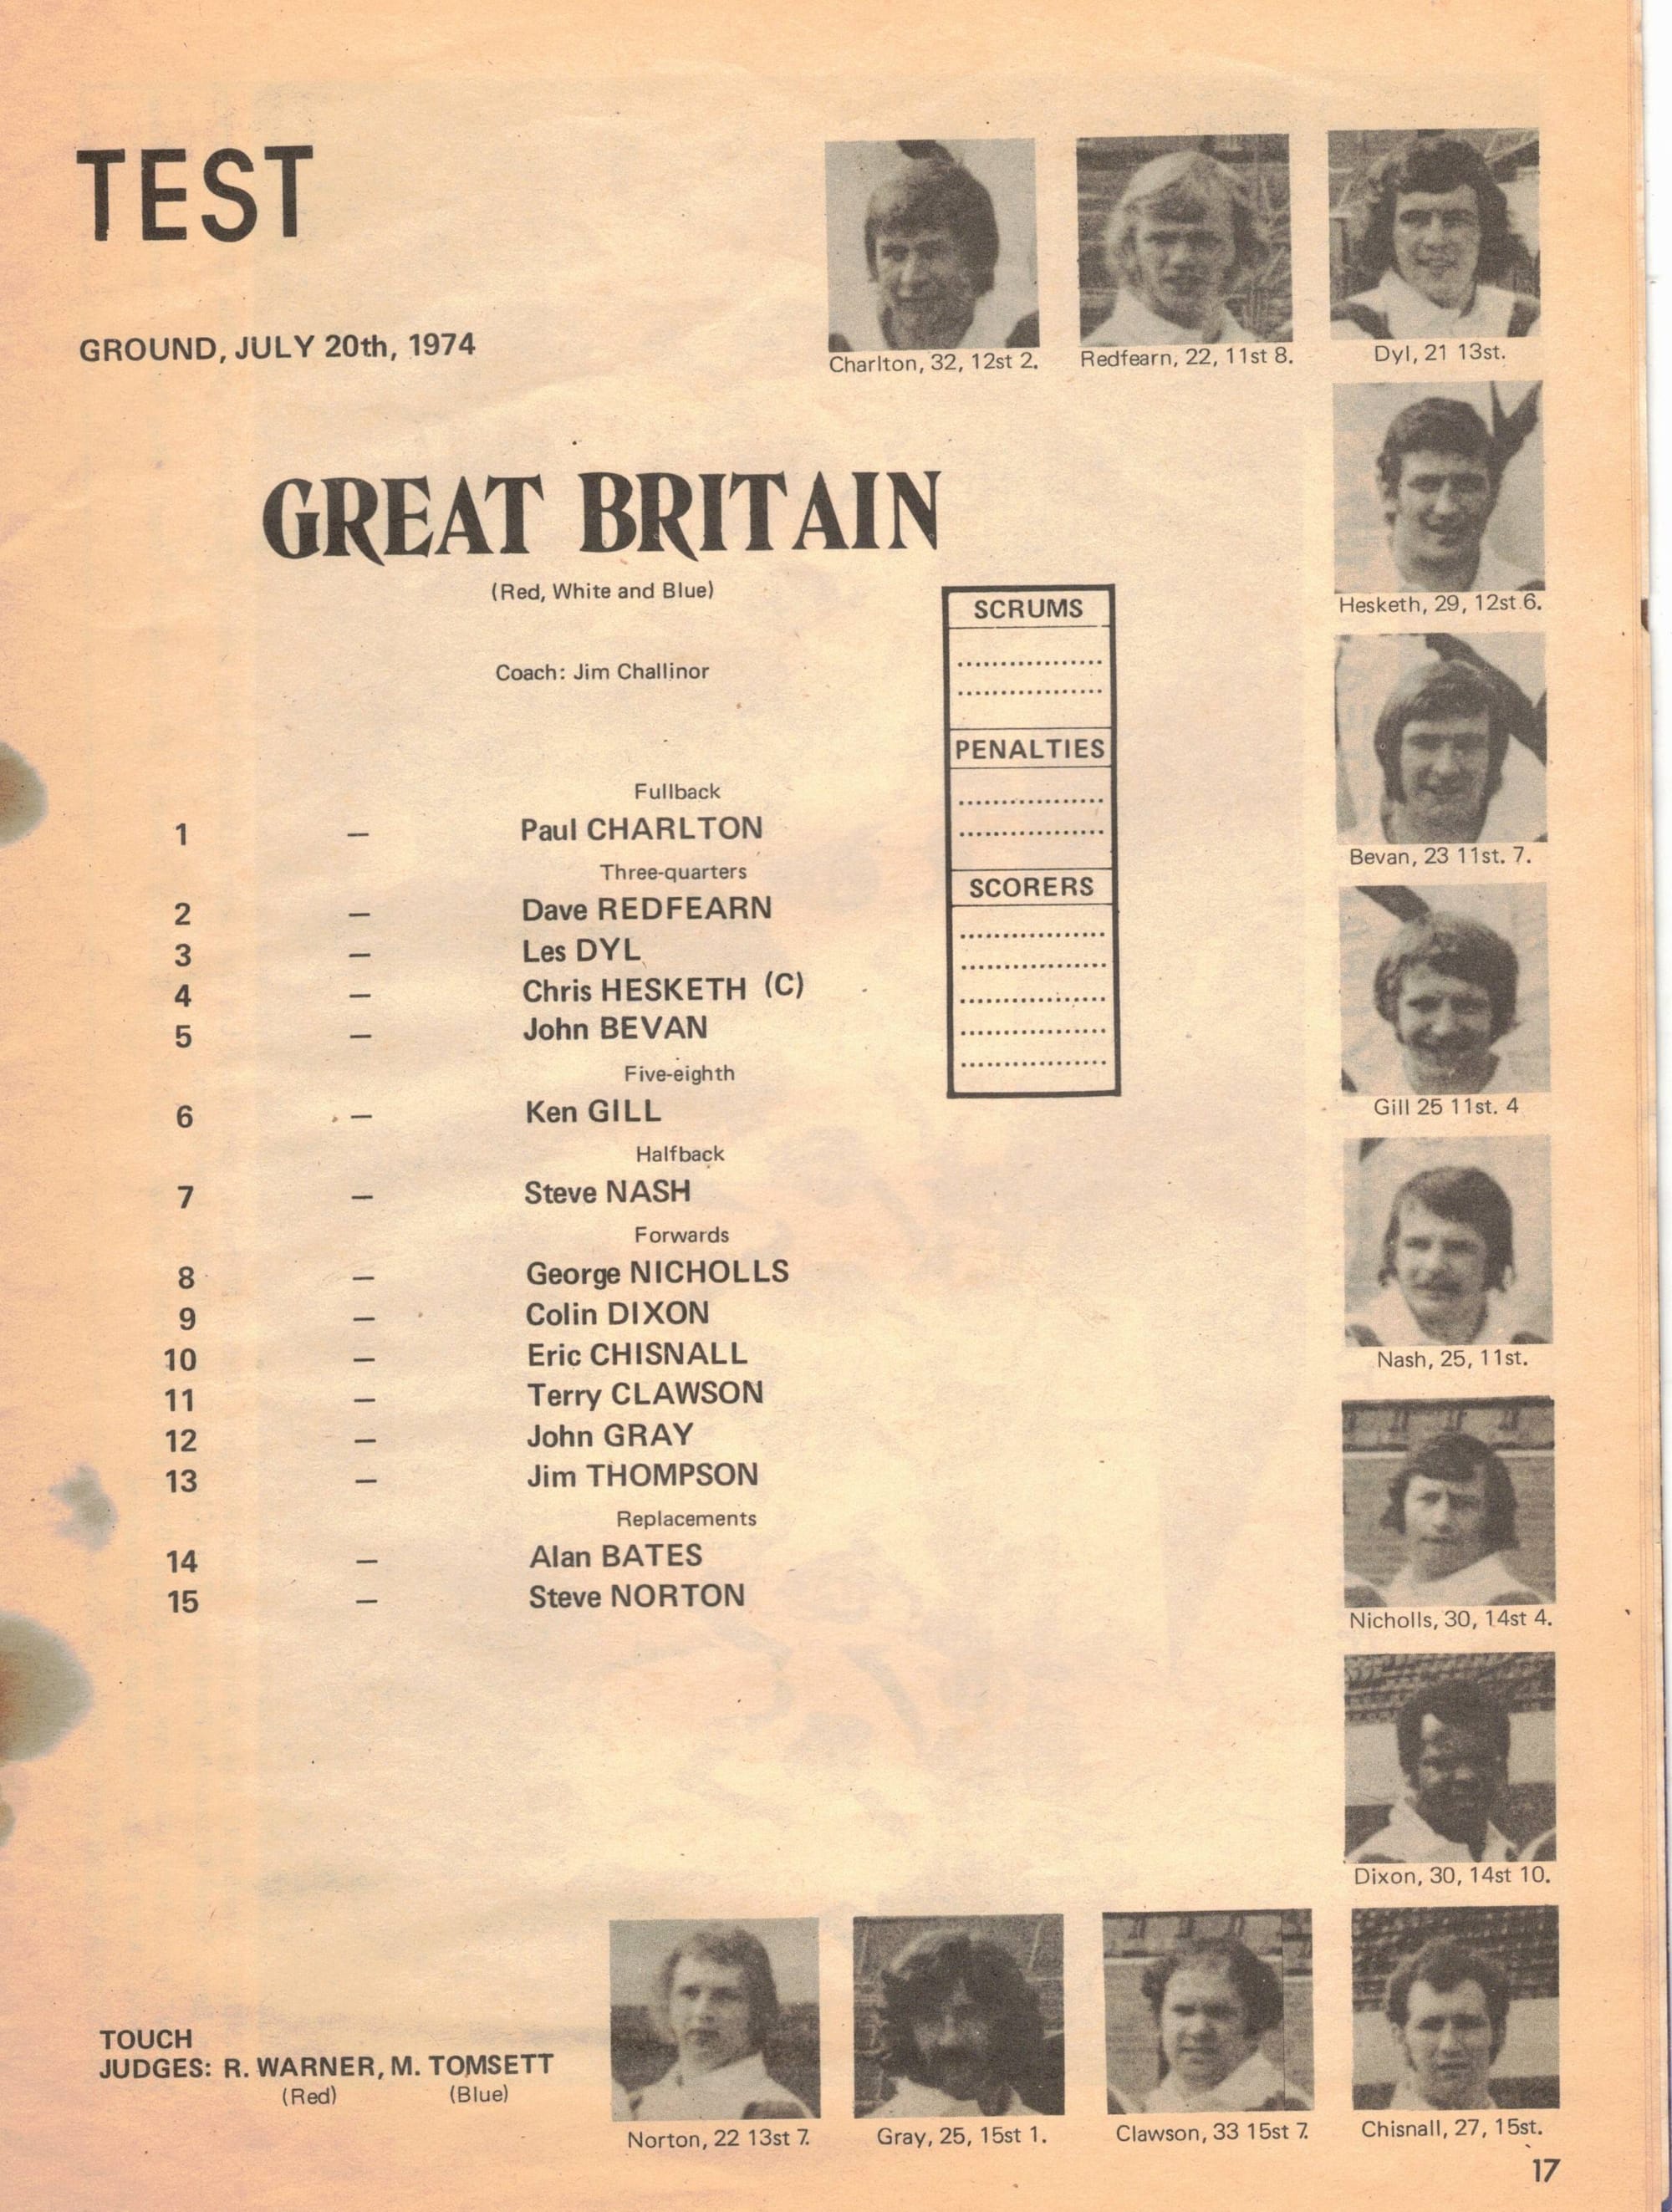 TEST
Charlton, 32, 12st 2.
Redfearn, 22, 11st 8.
Dyl, 21 13st.
GROUND, JULY 20th, 1974
GREAT BRITAIN
(Red, White and Blue)
Coach: Jim Challinor
SCRUMS
PENALTIES
SCORERS
Fullback
1 – Paul CHARLTON
Three-quarters
2 – Dave REDFEARN
3 – Les DYL
4 – Chris HESKETH (C)
5 – John BEVAN
Five-eighth
6 – Ken GILL
Halfback
7 – Steve NASH
Forwards
8 – George NICHOLLS
9 – Colin DIXON
10 – Eric CHISNALL
11 – Terry CLAWSON
12 – John GRAY
13 – Jim THOMPSON
Replacements
14 – Alan BATES
15 – Steve NORTON
Hesketh, 29, 12st.6.
Bevan, 23 11st. 7.
Gill 25 11st. 4
Nash, 25, 11st.
Nicholls, 30, 14st 4.
Dixon, 30, 14st 10.
TOUCH
JUDGES: R. WARNER, M. TOMSETT
(Red) (Blue)
Norton, 22 13st 7.
Gray, 25, 15st 1.
Clawson, 33 15st 7.
Chisnall, 27, 15st.
17